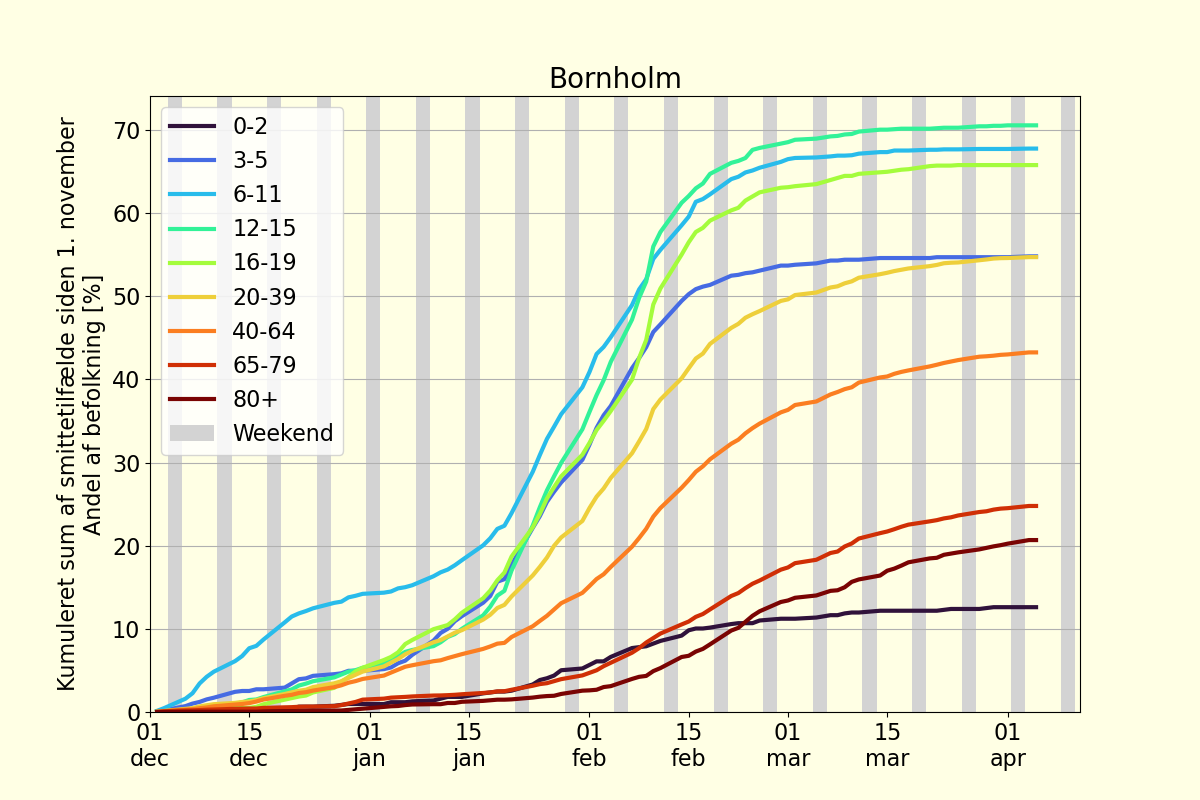 Bornholm
Kumuleret sum af smittetilfælde siden 1. november
Andel af befolkning [%]
70
60
50
40
30
20
10
0
0-2
3-5
6-11
12-15
16-19
20-39
40-64
65-79
80+
Weekend
01 15 01 15 01 15 01 15 01
dec dec jan jan feb feb mar mar apr